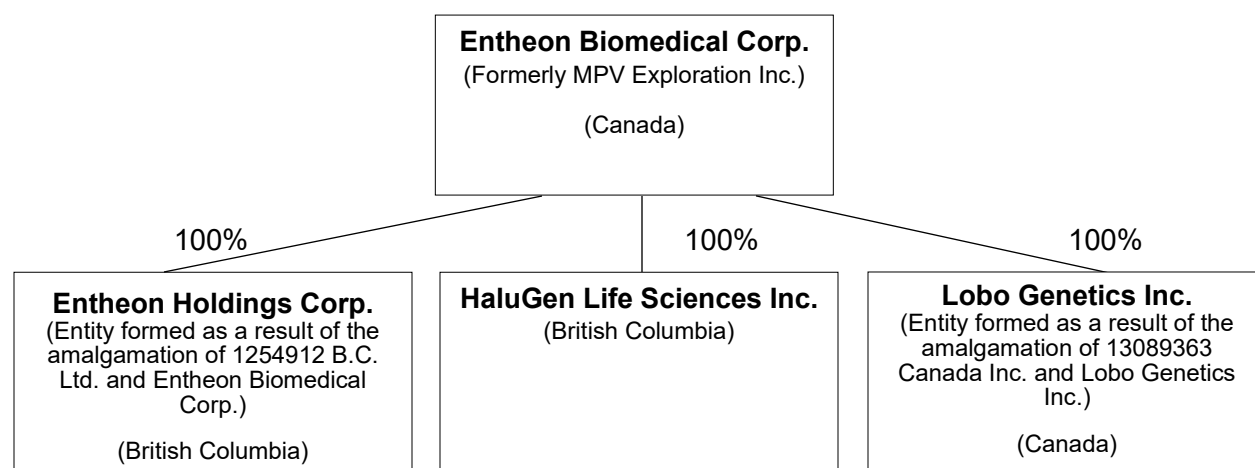 Entheon Biomedical Corp.
(Formerly MPV Exploration Inc.)
(Canada)
100%
100%
100%
Entheon Holdings Corp.
(Entity formed as a result of the
amalgamation of 1254912 B.C.
Ltd. and Entheon Biomedical
Corp.)
(British Columbia)
HaluGen Life Sciences Inc.
(British Columbia)
Lobo Genetics Inc.
(Entity formed as a result of the
amalgamation of 13089363
Canada Inc. and Lobo Genetics
Inc.)
(Canada)